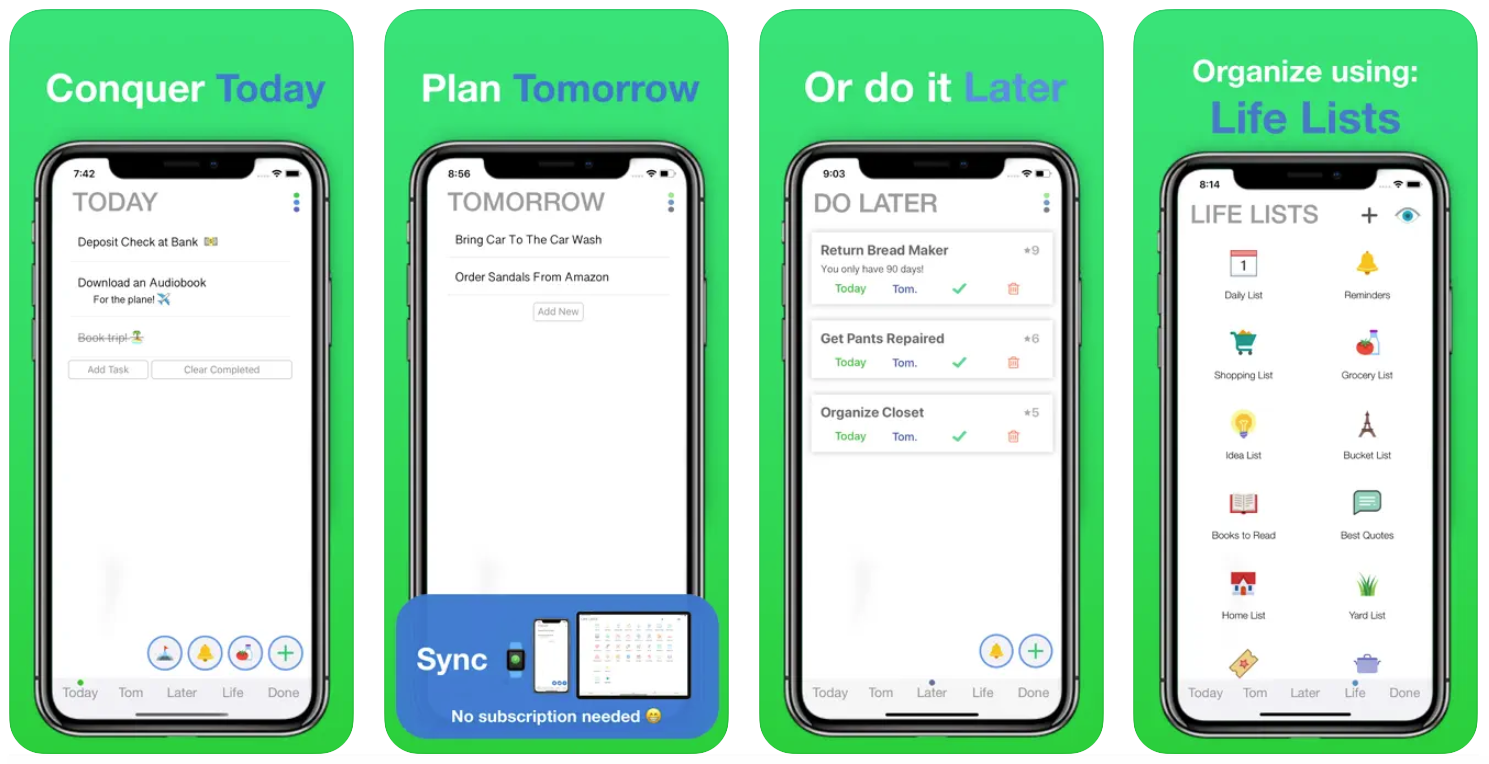 Conquer Today
7:42
TODAY
Deposit Check at Bank 💵
Download an Audiobook
For the plane! ✈️
Book trip! 🏝️
Add Task
Clear Completed
Today Tom Later Life Done
Plan Tomorrow
8:56
TOMORROW
Bring Car To The Car Wash
Order Sandals From Amazon
Add New
Sync
No subscription needed 😁
Or do it Later
9:03
DO LATER
Return Bread Maker ★9
You only have 90 days!
Today Tom.
Get Pants Repaired ★6
Today Tom.
Organize Closet ★5
Today Tom.
Today Tom Later Life Done
Organize using:
Life Lists
8:14
LIFE LISTS
1
Daily List
Reminders
Shopping List
Grocery List
Idea List
Bucket List
Books to Read
Best Quotes
Home List
Yard List
Today Tom Later Life Done